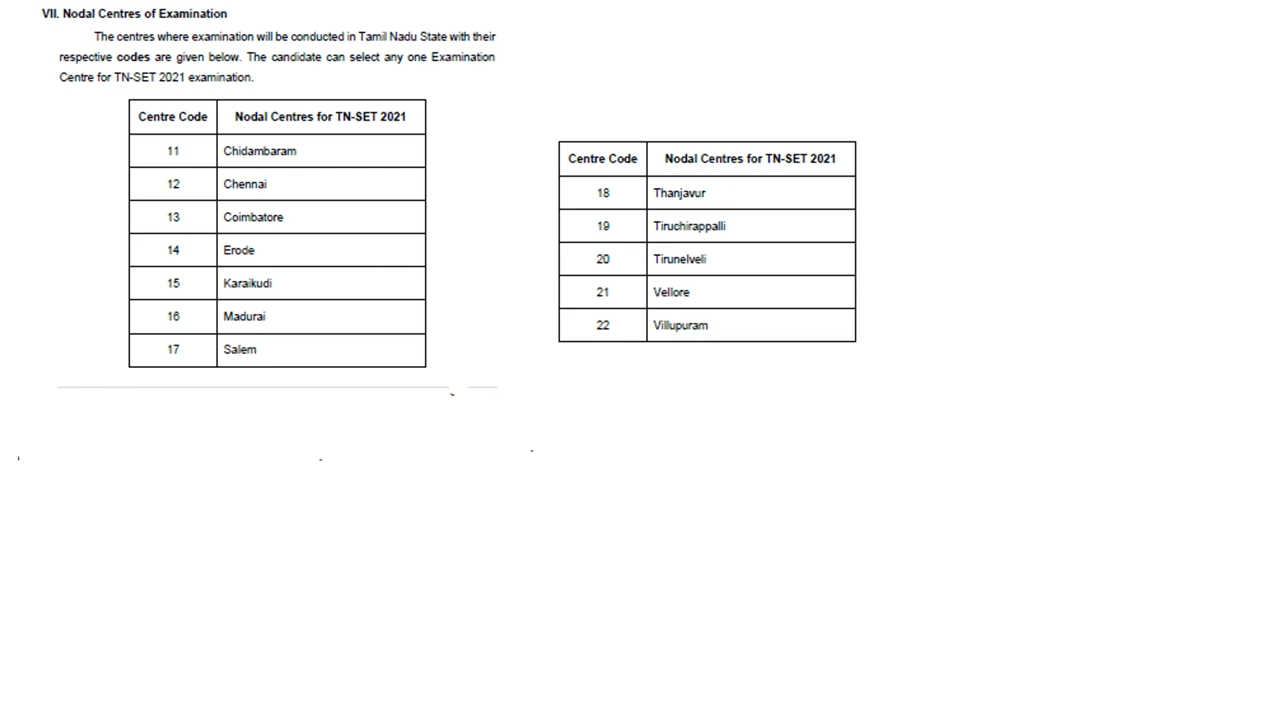 VII. Nodal Centres of Examination
The centres where examination will be conducted in Tamil Nadu State with their
respective codes are given below. The candidate can select any one Examination
Centre for TN-SET 2021 examination.
Centre Code Nodal Centres for TN-SET 2021
11 Chidambaram
12 Chennai
13 Coimbatore
14 Erode
15 Karaikudi
16 Madurai
17 Salem
Centre Code Nodal Centres for TN-SET 2021
18 Thanjavur
19 Tiruchirappalli
20 Tirunelveli
21 Vellore
22 Villupuram